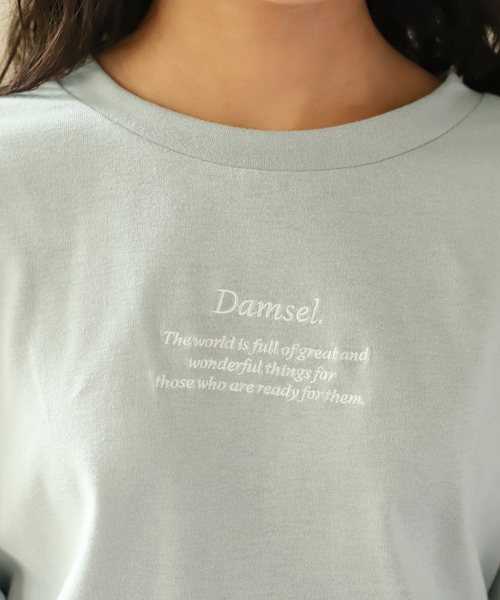 Damsel.
The world is full of great and
wonderful things for
those who are ready for them.